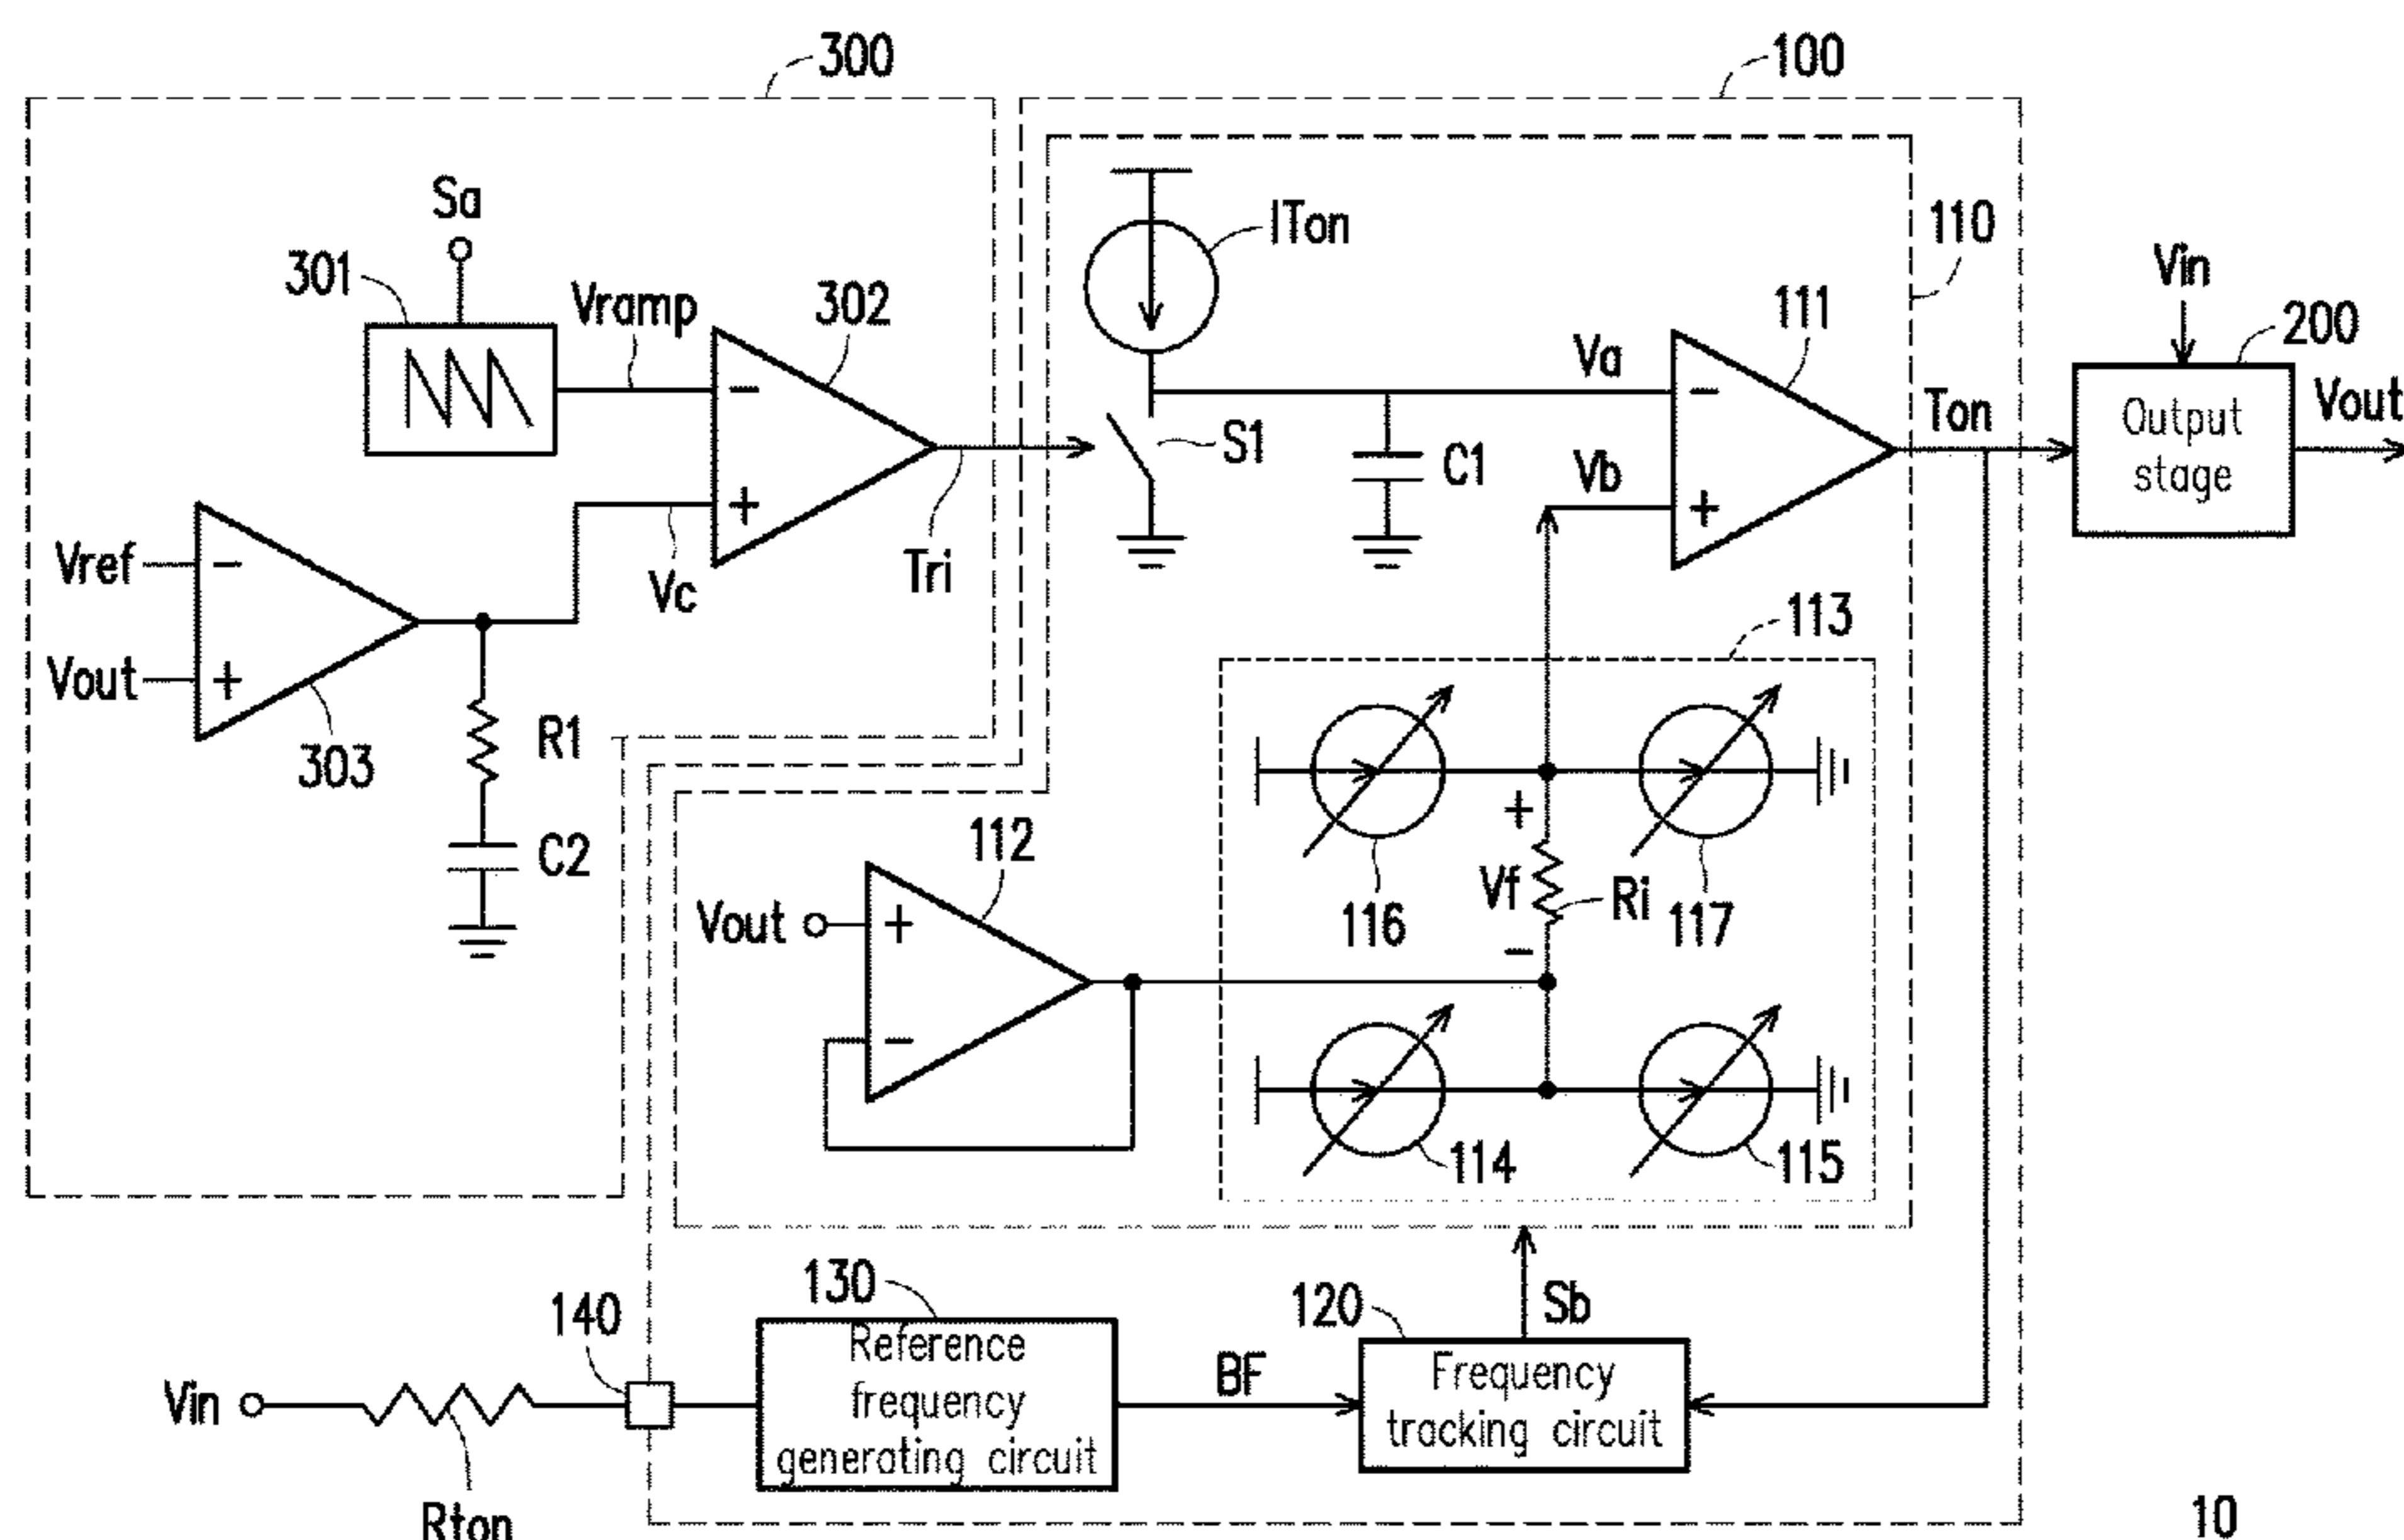 300
100
Sa
ITon
110
301
Vramp
302
Vin
111
200
Va
−
−
Ton
Output
stage
Vout
S1
C1
Vb
+
+
Vref
−
Vc
Tri
113
Vout
+
303
R1
112
+
C2
Vf
Ri
116
117
Vout
+
−
−
114
115
130
120
Sb
140
Reference
frequency
generating circuit
BF
Frequency
tracking circuit
Vin
Rton
10